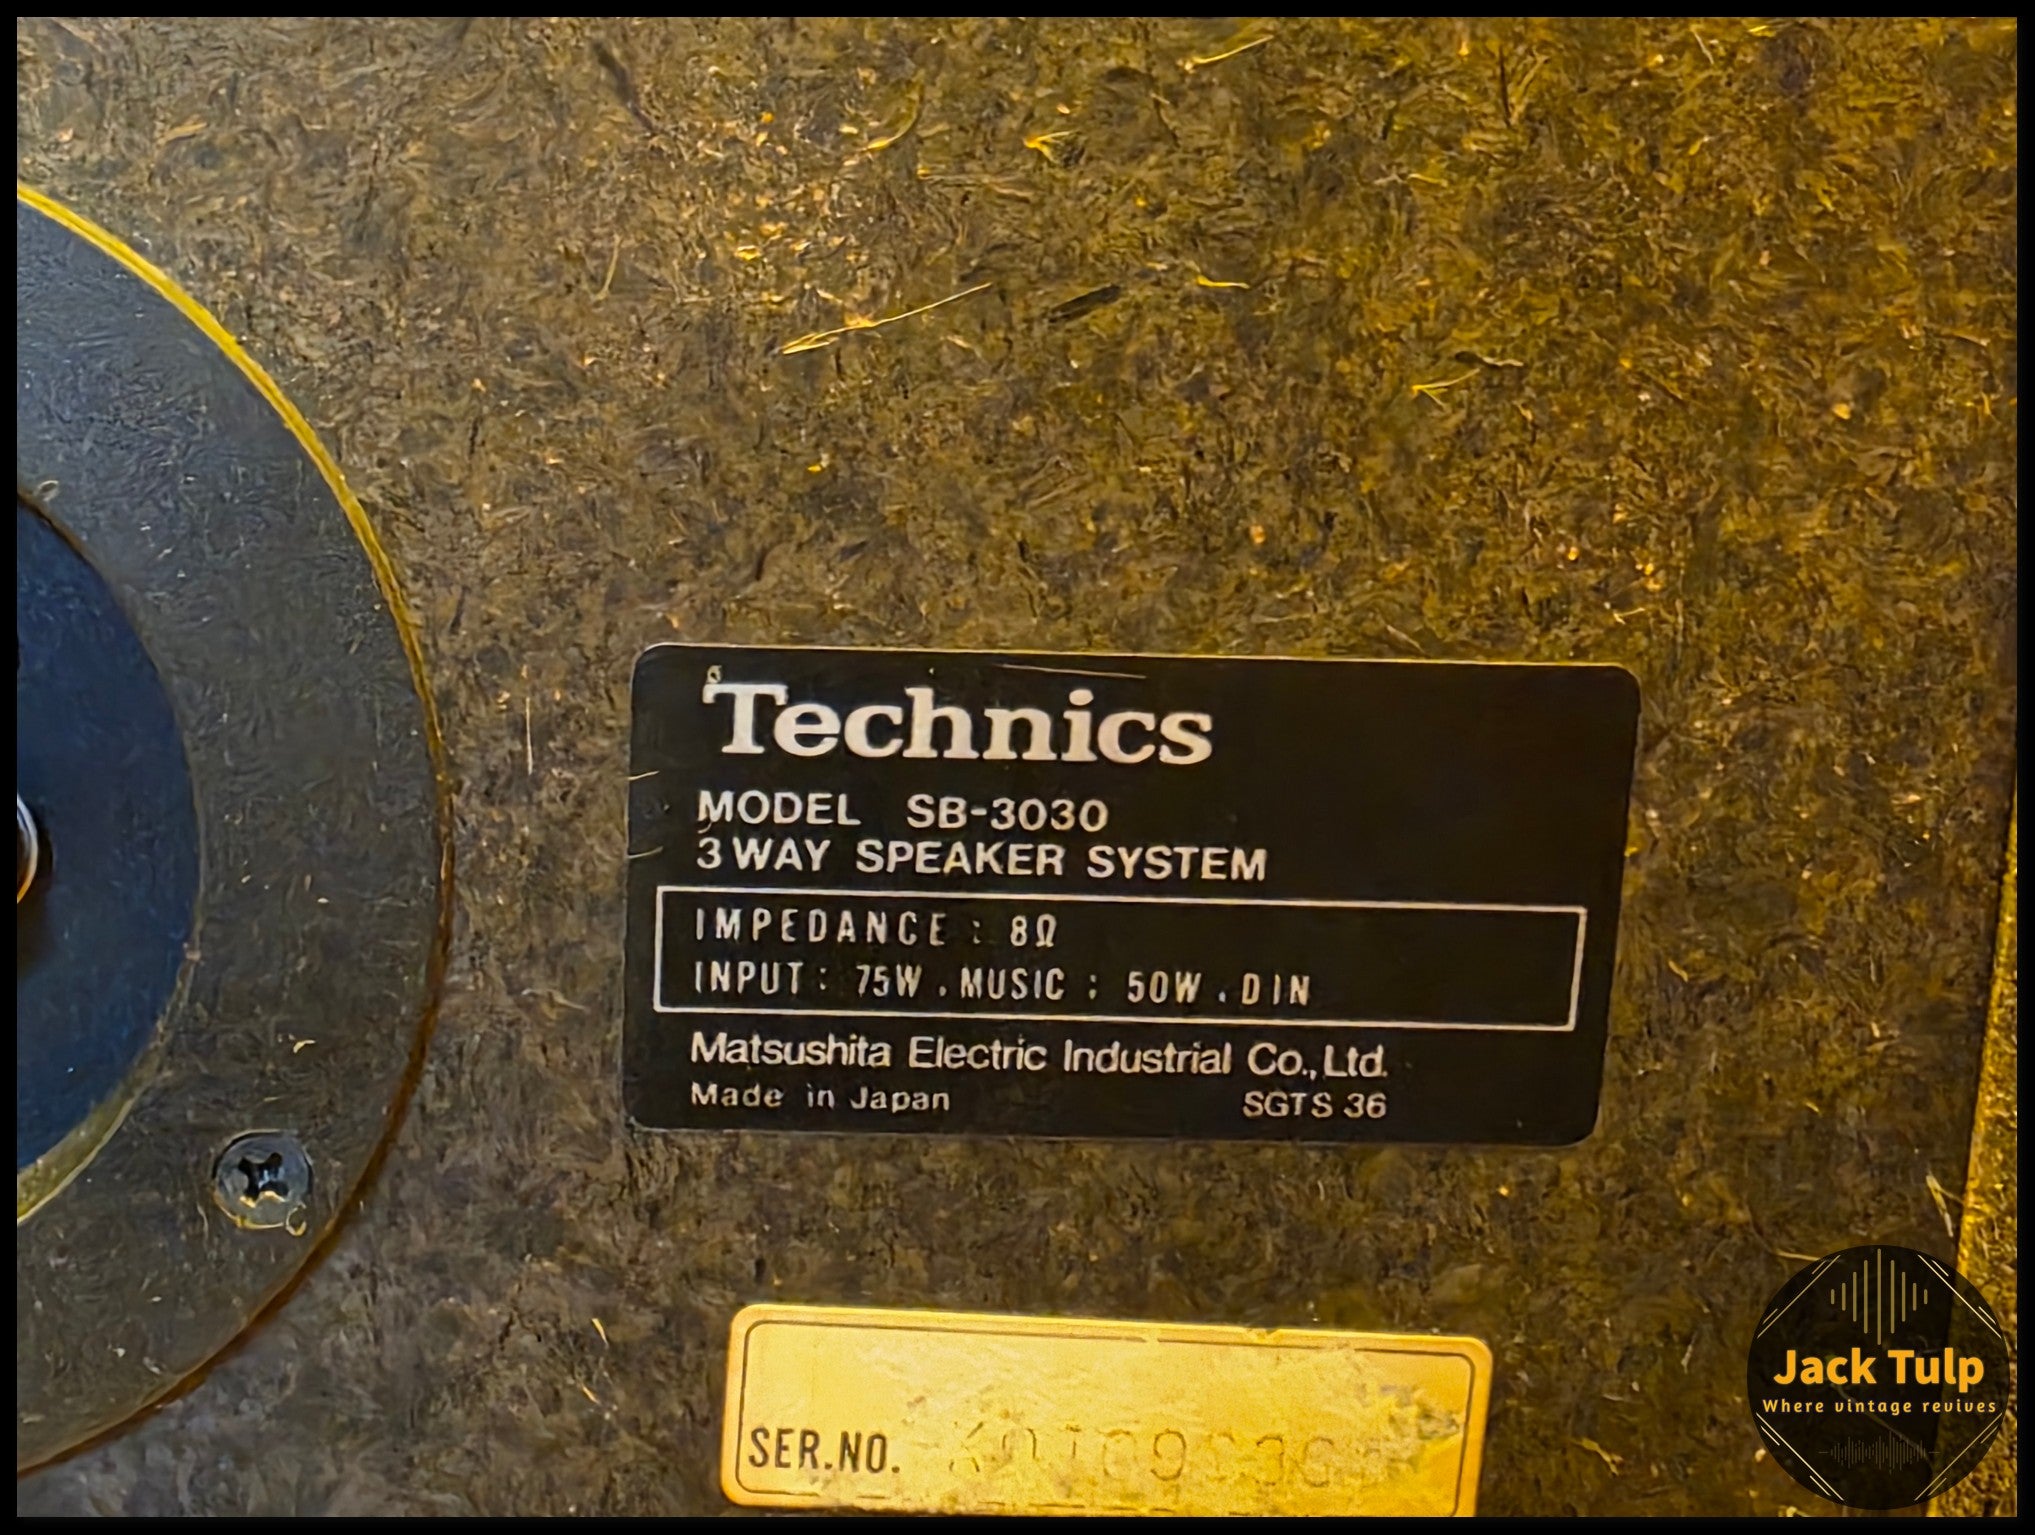 Technics
MODEL SB-3030
3 WAY SPEAKER SYSTEM
IMPEDANCE : 8Ω
INPUT : 75W . MUSIC : 50W . DIN
Matsushita Electric Industrial Co., Ltd.
Made in Japan SGTS 36
SER.NO.
Jack Tulp
Where vintage revives